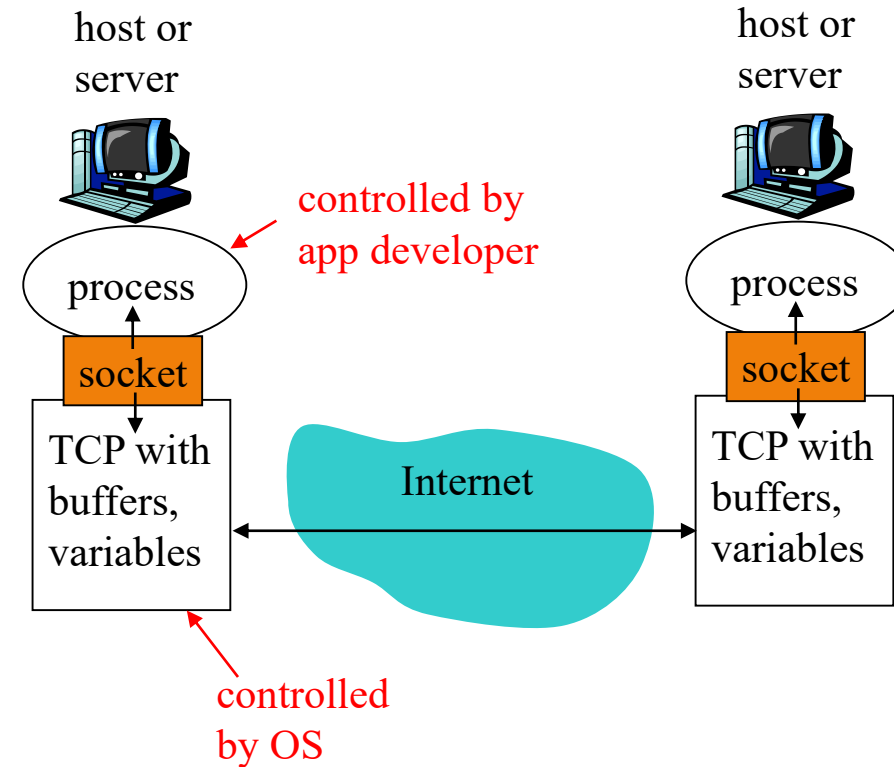 host or
server
host or
server
controlled by
app developer
process
process
socket
socket
TCP with
buffers,
variables
Internet
TCP with
buffers,
variables
controlled
by OS